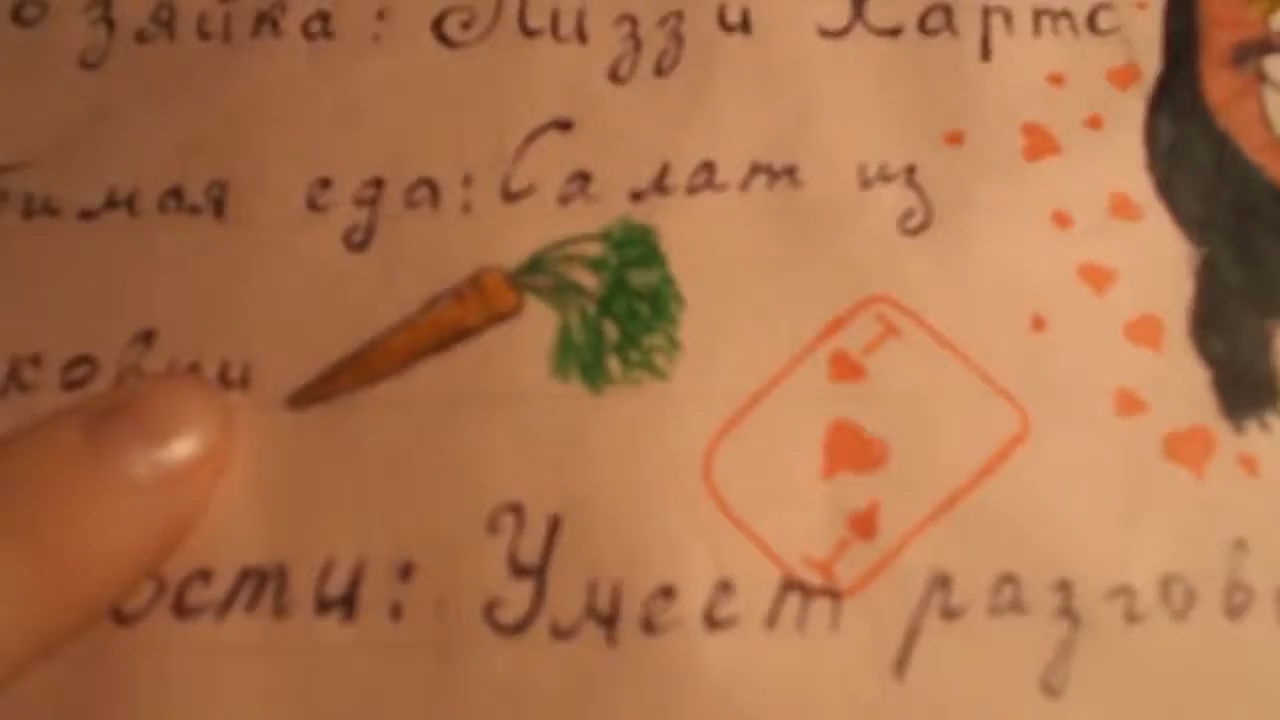 озяйка: Лиззи Хартс
бимая еда: Салат из
ковки
ости: Умеет разгов